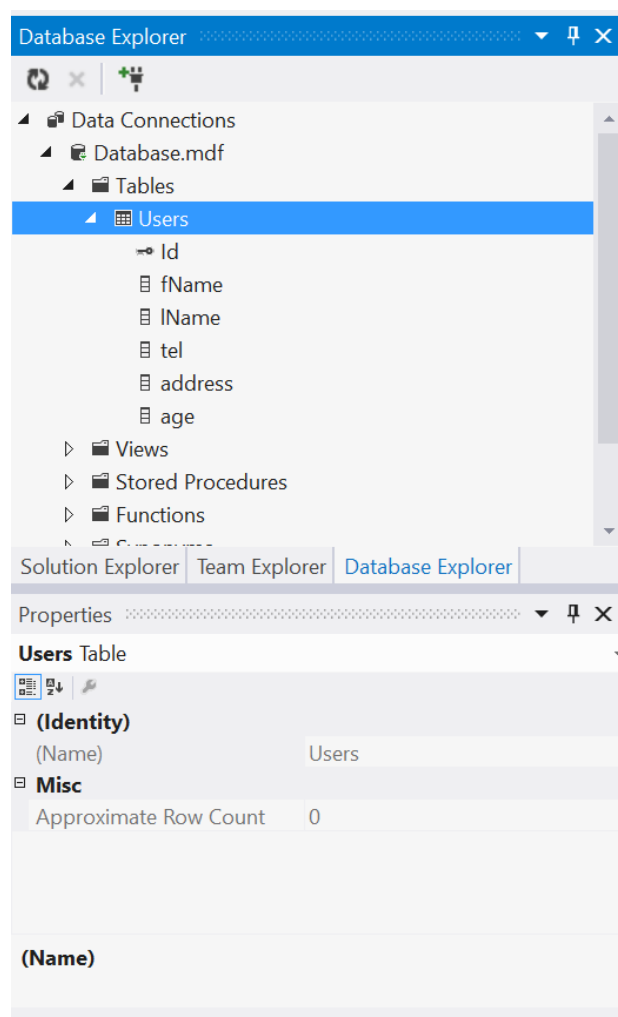 Database Explorer
Data Connections
Database.mdf
Tables
Users
Id
fName
lName
tel
address
age
Views
Stored Procedures
Functions
Solution Explorer Team Explorer Database Explorer
Properties
Users Table
(Identity)
(Name) Users
Misc
Approximate Row Count 0
(Name)